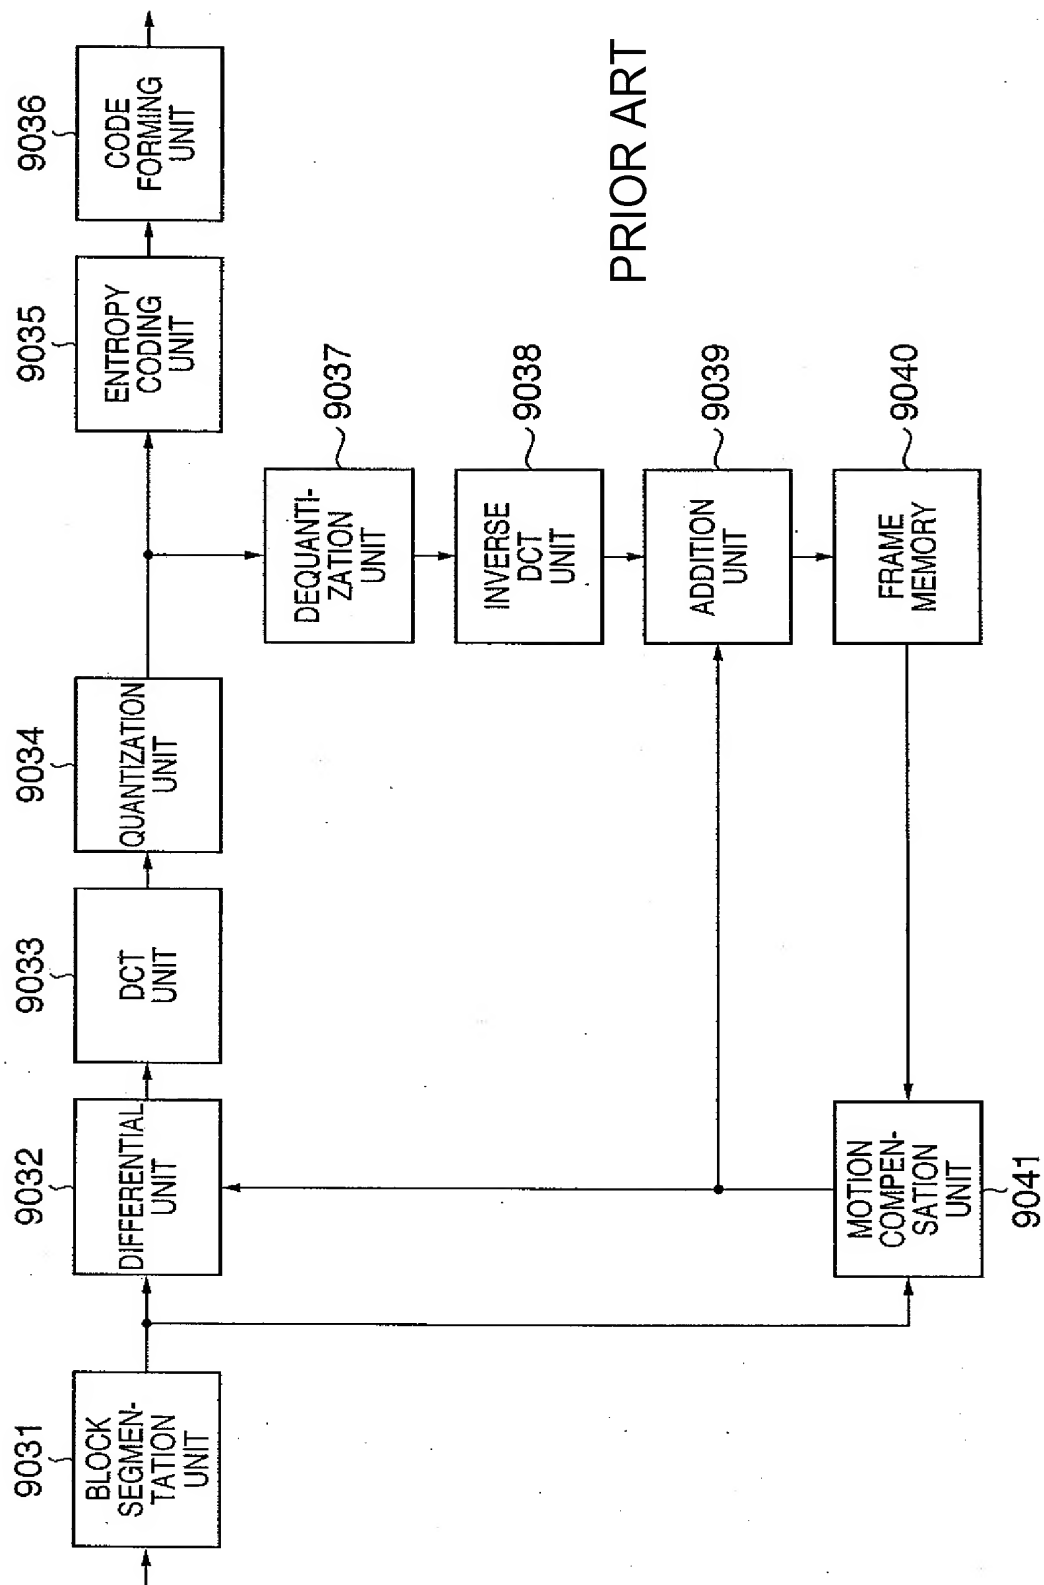 9031
BLOCK
SEGMEN-
TATION
UNIT
9032
DIFFERENTIAL
UNIT
9033
DCT
UNIT
9034
QUANTIZATION
UNIT
9035
ENTROPY
CODING
UNIT
9036
CODE
FORMING
UNIT
DEQUANTI-
ZATION
UNIT
9037
INVERSE
DCT
UNIT
9038
ADDITION
UNIT
9039
FRAME
MEMORY
9040
MOTION
COMPEN-
SATION
UNIT
9041
PRIOR ART